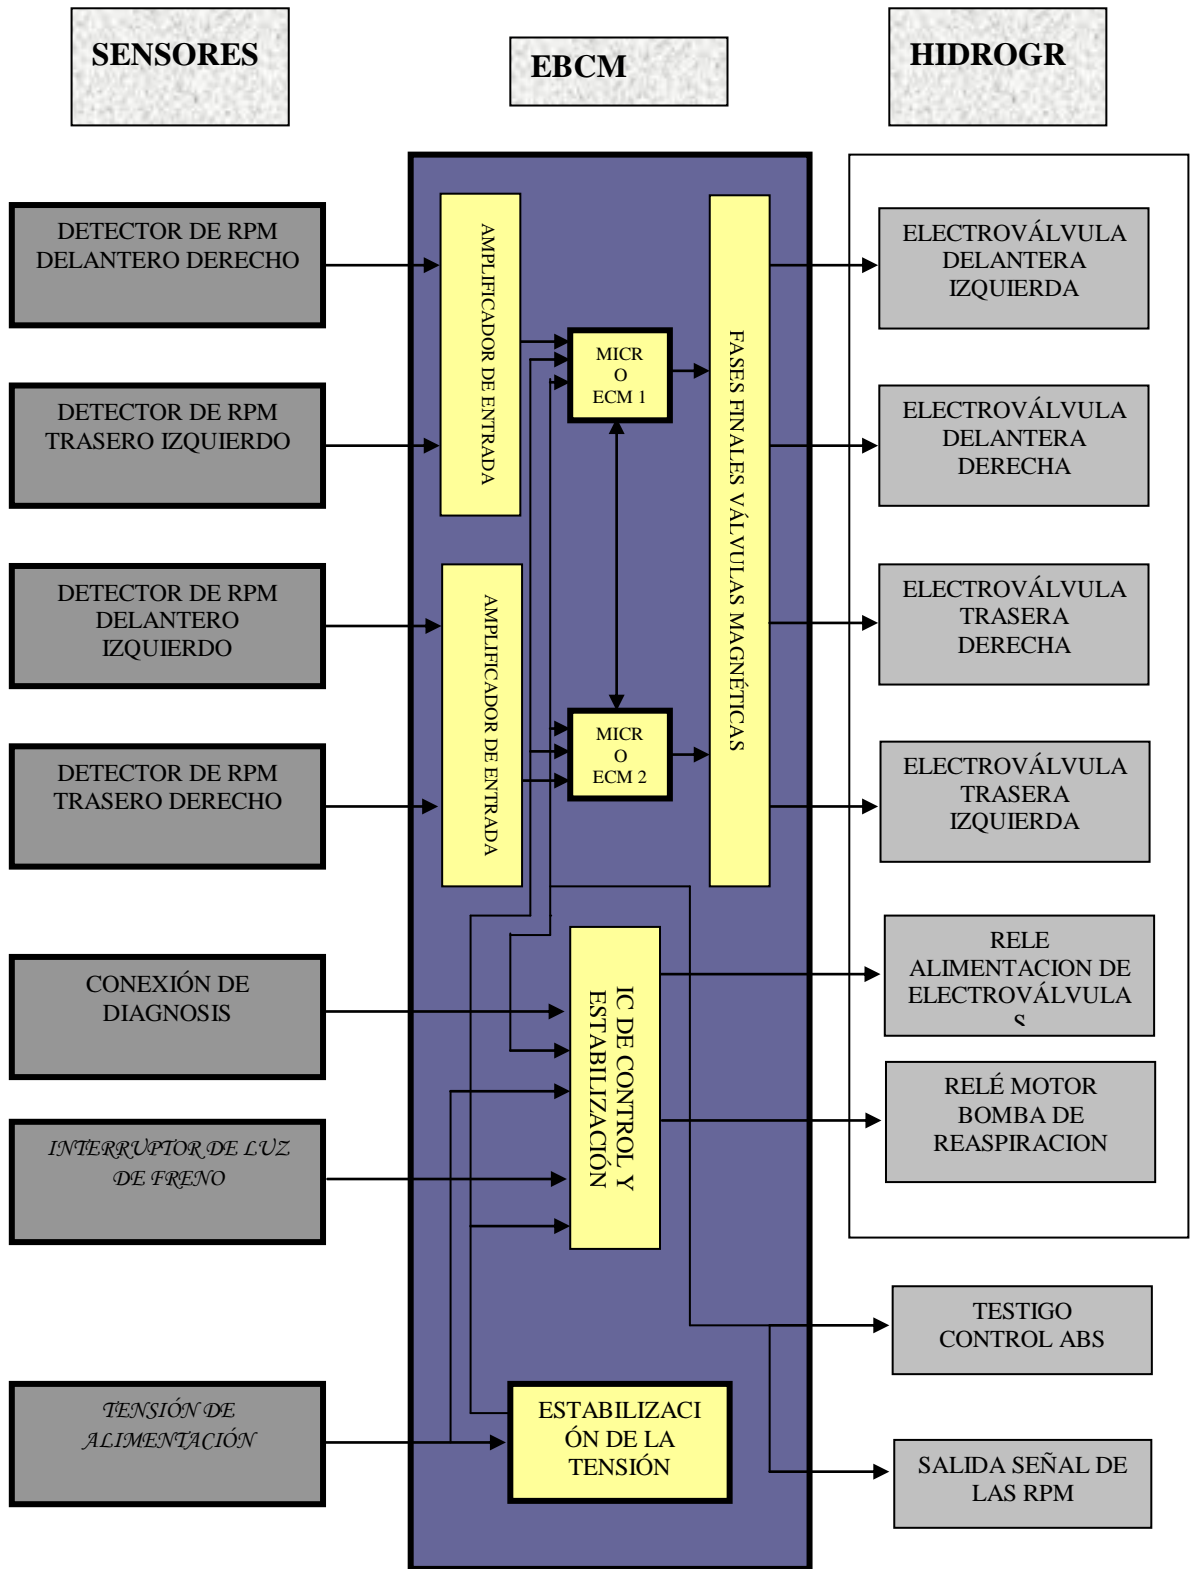 SENSORES
EBCM
HIDROGR
DETECTOR DE RPM
DELANTERO DERECHO
DETECTOR DE RPM
TRASERO IZQUIERDO
DETECTOR DE RPM
DELANTERO
IZQUIERDO
DETECTOR DE RPM
TRASERO DERECHO
CONEXIÓN DE
DIAGNOSIS
INTERRUPTOR DE LUZ
DE FRENO
TENSIÓN DE
ALIMENTACIÓN
AMPLIFICADOR DE ENTRADA
AMPLIFICADOR DE ENTRADA
MICR
O
ECM 1
MICR
O
ECM 2
FASES FINALES VÁLVULAS MAGNÉTICAS
IC DE CONTROL Y
ESTABILIZACIÓN
ESTABILIZACI
ÓN DE LA
TENSIÓN
ELECTROVÁLVULA
DELANTERA
IZQUIERDA
ELECTROVÁLVULA
DELANTERA
DERECHA
ELECTROVÁLVULA
TRASERA
DERECHA
ELECTROVÁLVULA
TRASERA
IZQUIERDA
RELE
ALIMENTACION DE
ELECTROVÁLVULA
S
RELÉ MOTOR
BOMBA DE
REASPIRACION
TESTIGO
CONTROL ABS
SALIDA SEÑAL DE
LAS RPM